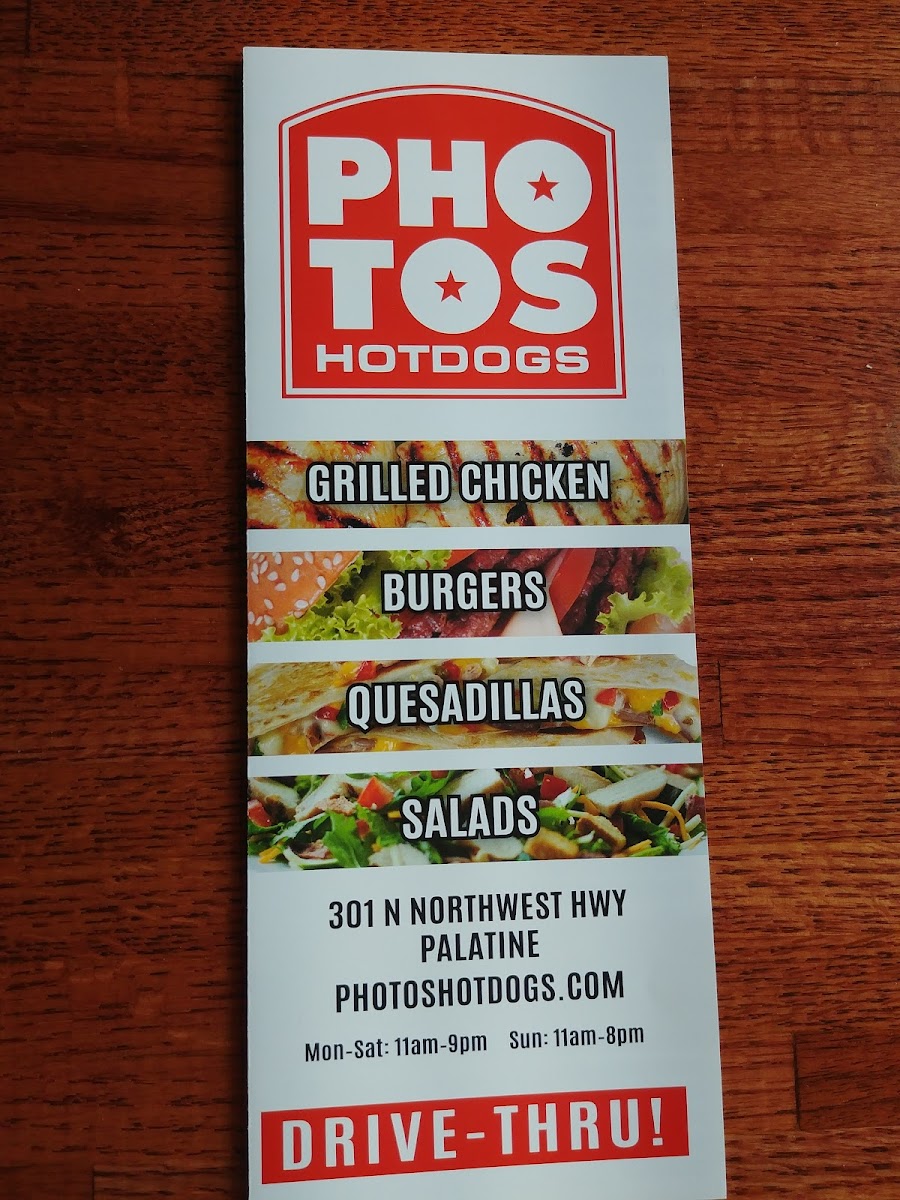 PHO
TOS
HOTDOGS
GRILLED CHICKEN
BURGERS
QUESADILLAS
SALADS
301 N NORTHWEST HWY
PALATINE
PHOTOSHOTDOGS.COM
Mon-Sat: 11am-9pm Sun: 11am-8pm
DRIVE-THRU!